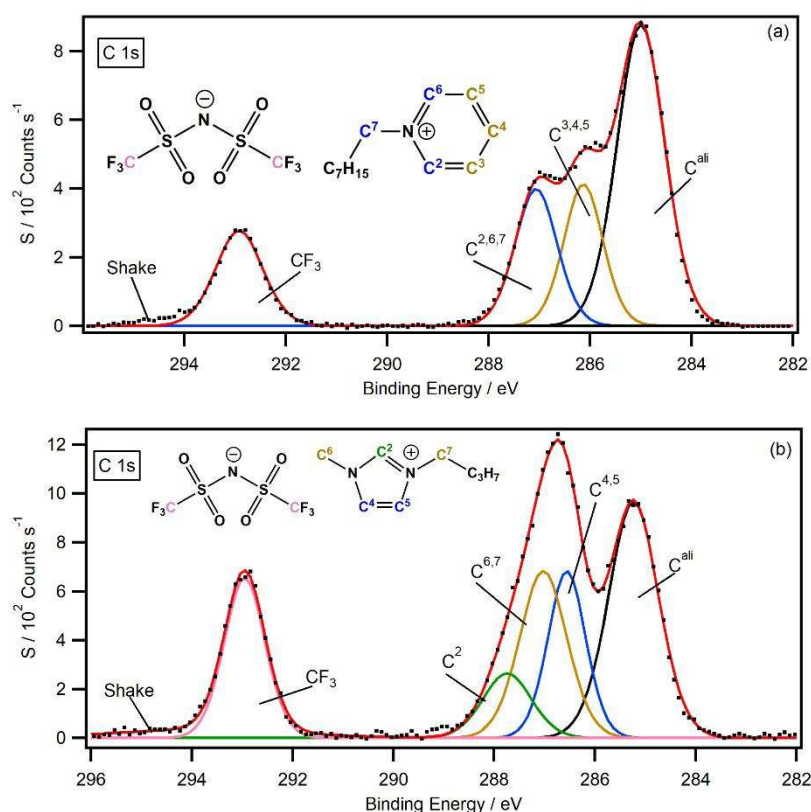 (a)
C 1s
O O
S N S
⊖
O O
F₃C CF₃
C⁶ C⁵
C⁷ N ⊕ C⁴
C₇H₁₅ C² C³
C^3,4,5
C^ali
C^2,6,7
Shake
CF₃
S / 10² Counts s⁻¹
8
6
4
2
0
294 292 290 288 286 284 282
Binding Energy / eV
(b)
C 1s
O O
S N S
⊖
O O
F₃C CF₃
C⁶ C² ⊕ C⁷
N N C₃H₇
C⁴ C⁵
C^4,5
C^6,7
C^ali
C²
Shake
CF₃
S / 10² Counts s⁻¹
12
10
8
6
4
2
0
296 294 292 290 288 286 284 282
Binding Energy / eV